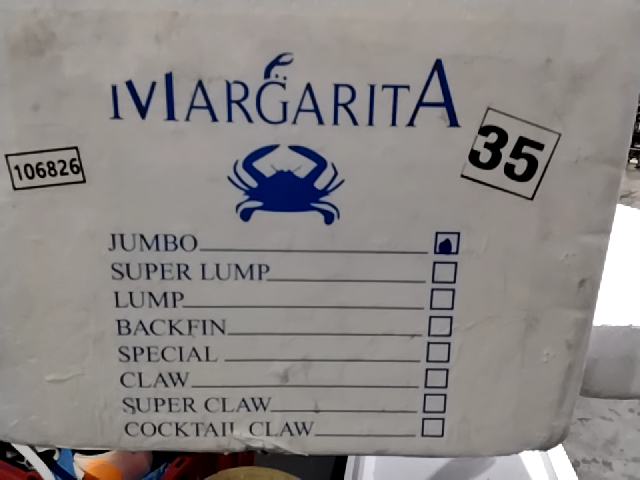 MARGARITA
106826
35
JUMBO
SUPER LUMP
LUMP
BACKFIN
SPECIAL
CLAW
SUPER CLAW
COCKTAIL CLAW